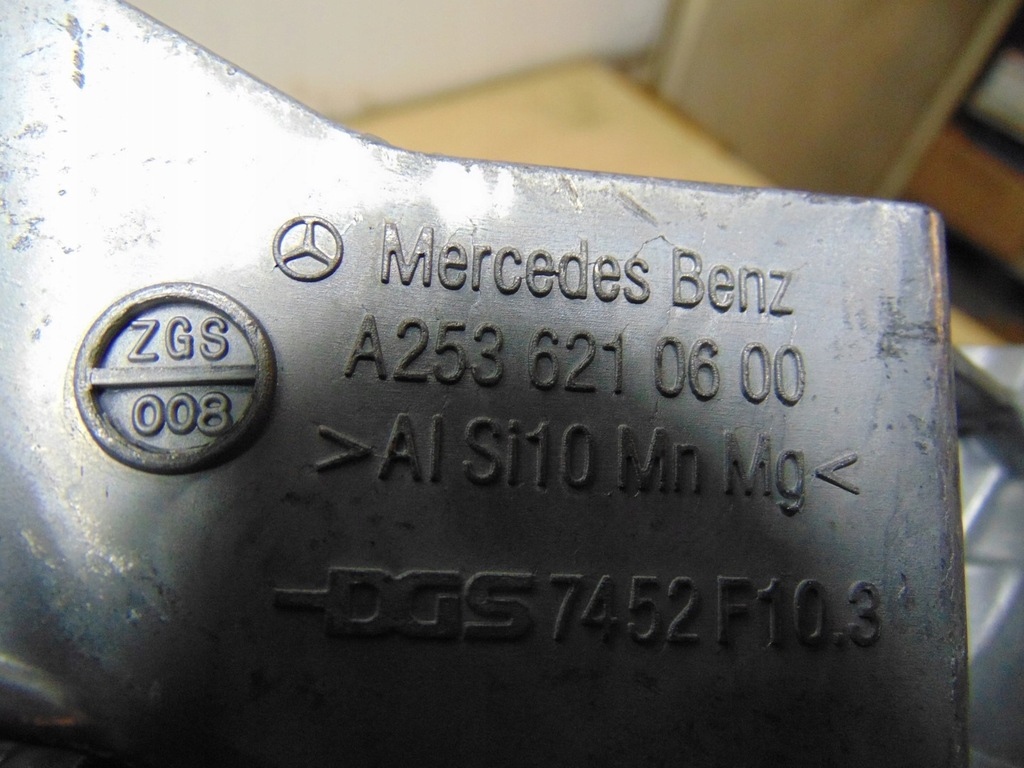 Mercedes Benz
ZGS
008
A253 621 06 00
>Al Si10 Mn Mg<
DGS 7452 F10.3